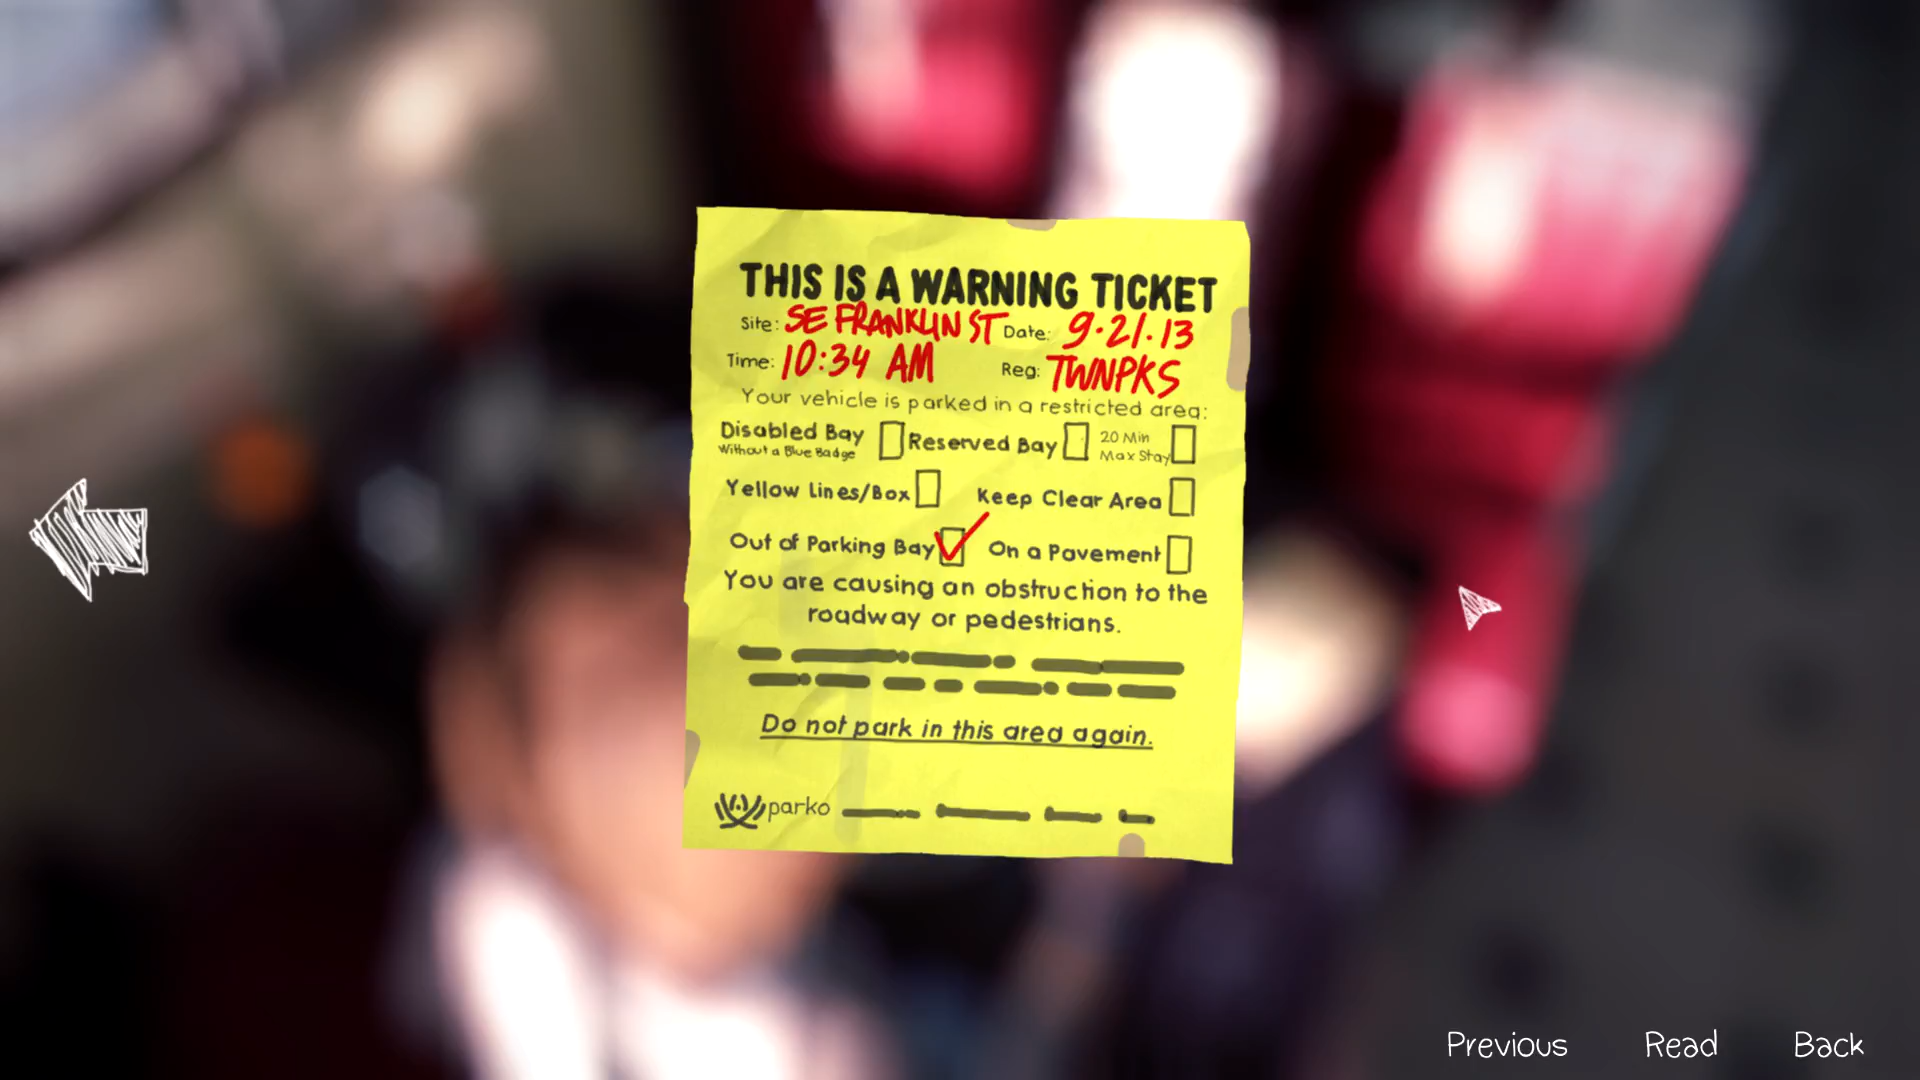 THIS IS A WARNING TICKET
Site: SE FRANKLIN ST Date: 9.21.13
Time: 10:34 AM Reg: TWNPKS
Your vehicle is parked in a restricted area:
Disabled Bay Reserved Bay 20 Min
Without a Blue Badge Max Stay
Yellow Lines/Box Keep Clear Area
Out of Parking Bay On a Pavement
You are causing an obstruction to the
roadway or pedestrians.
Do not park in this area again.
parko
Previous Read Back